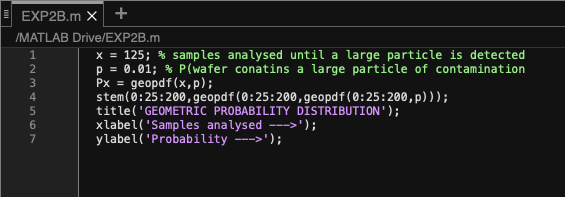 EXP2B.m × +
/MATLAB Drive/EXP2B.m
1 x = 125; % samples analysed until a large particle is detected
2 p = 0.01; % P(wafer conatins a large particle of contamination
3 Px = geopdf(x,p);
4 stem(0:25:200,geopdf(0:25:200,geopdf(0:25:200,p)));
5 title('GEOMETRIC PROBABILITY DISTRIBUTION');
6 xlabel('Samples analysed --->');
7 ylabel('Probability --->');